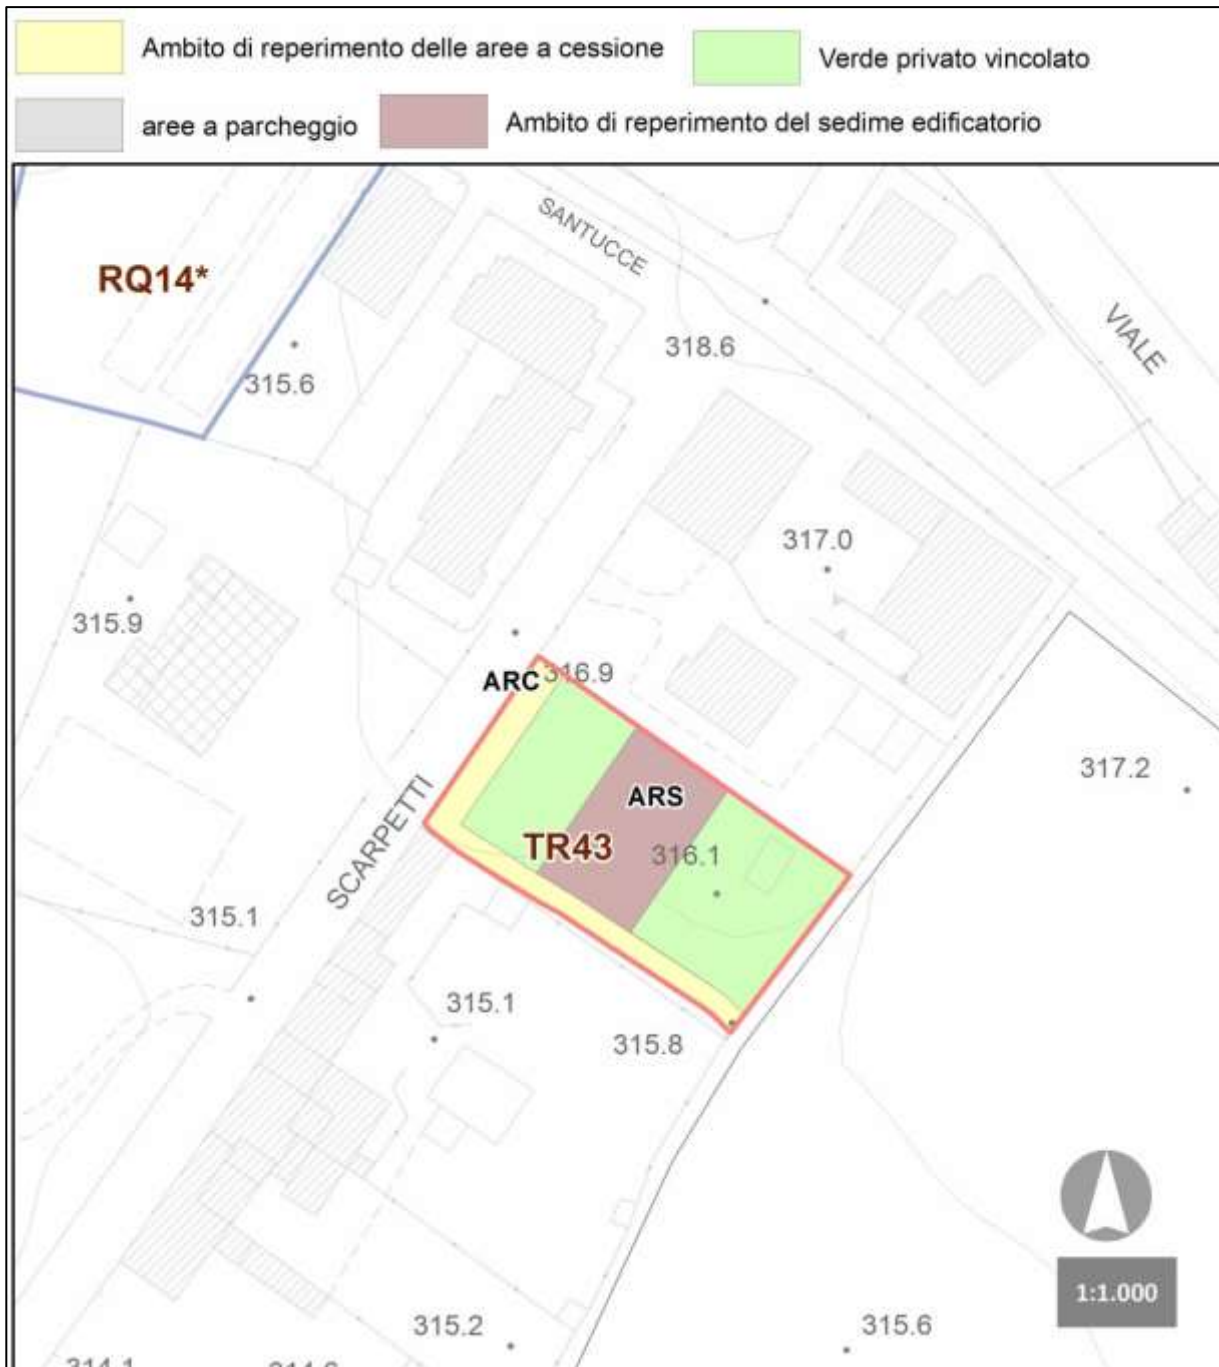 Ambito di reperimento delle aree a cessione
Verde privato vincolato
aree a parcheggio
Ambito di reperimento del sedime edificatorio
SANTUCCE
RQ14*
VIALE
318.6
315.6
317.0
315.9
ARC
316.9
317.2
SCARPETTI
ARS
TR43
316.1
315.1
315.1
315.8
1:1.000
315.2
315.6